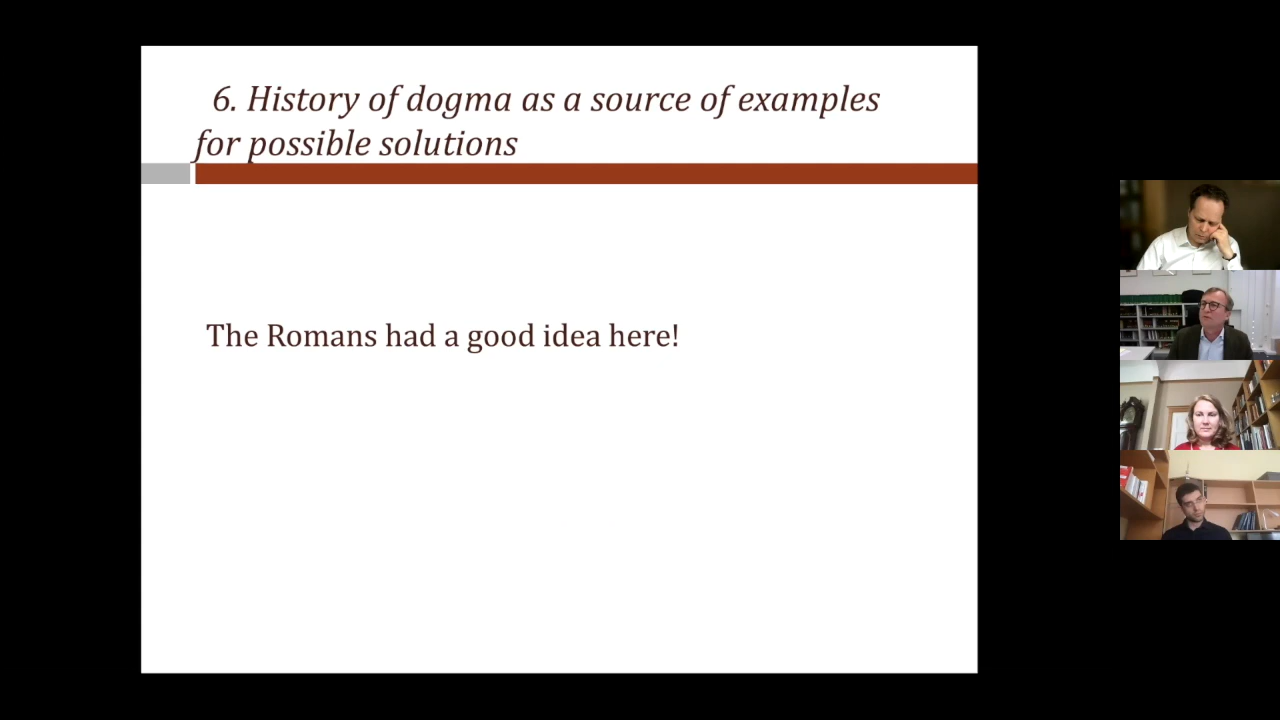 6. History of dogma as a source of examples
for possible solutions
The Romans had a good idea here!